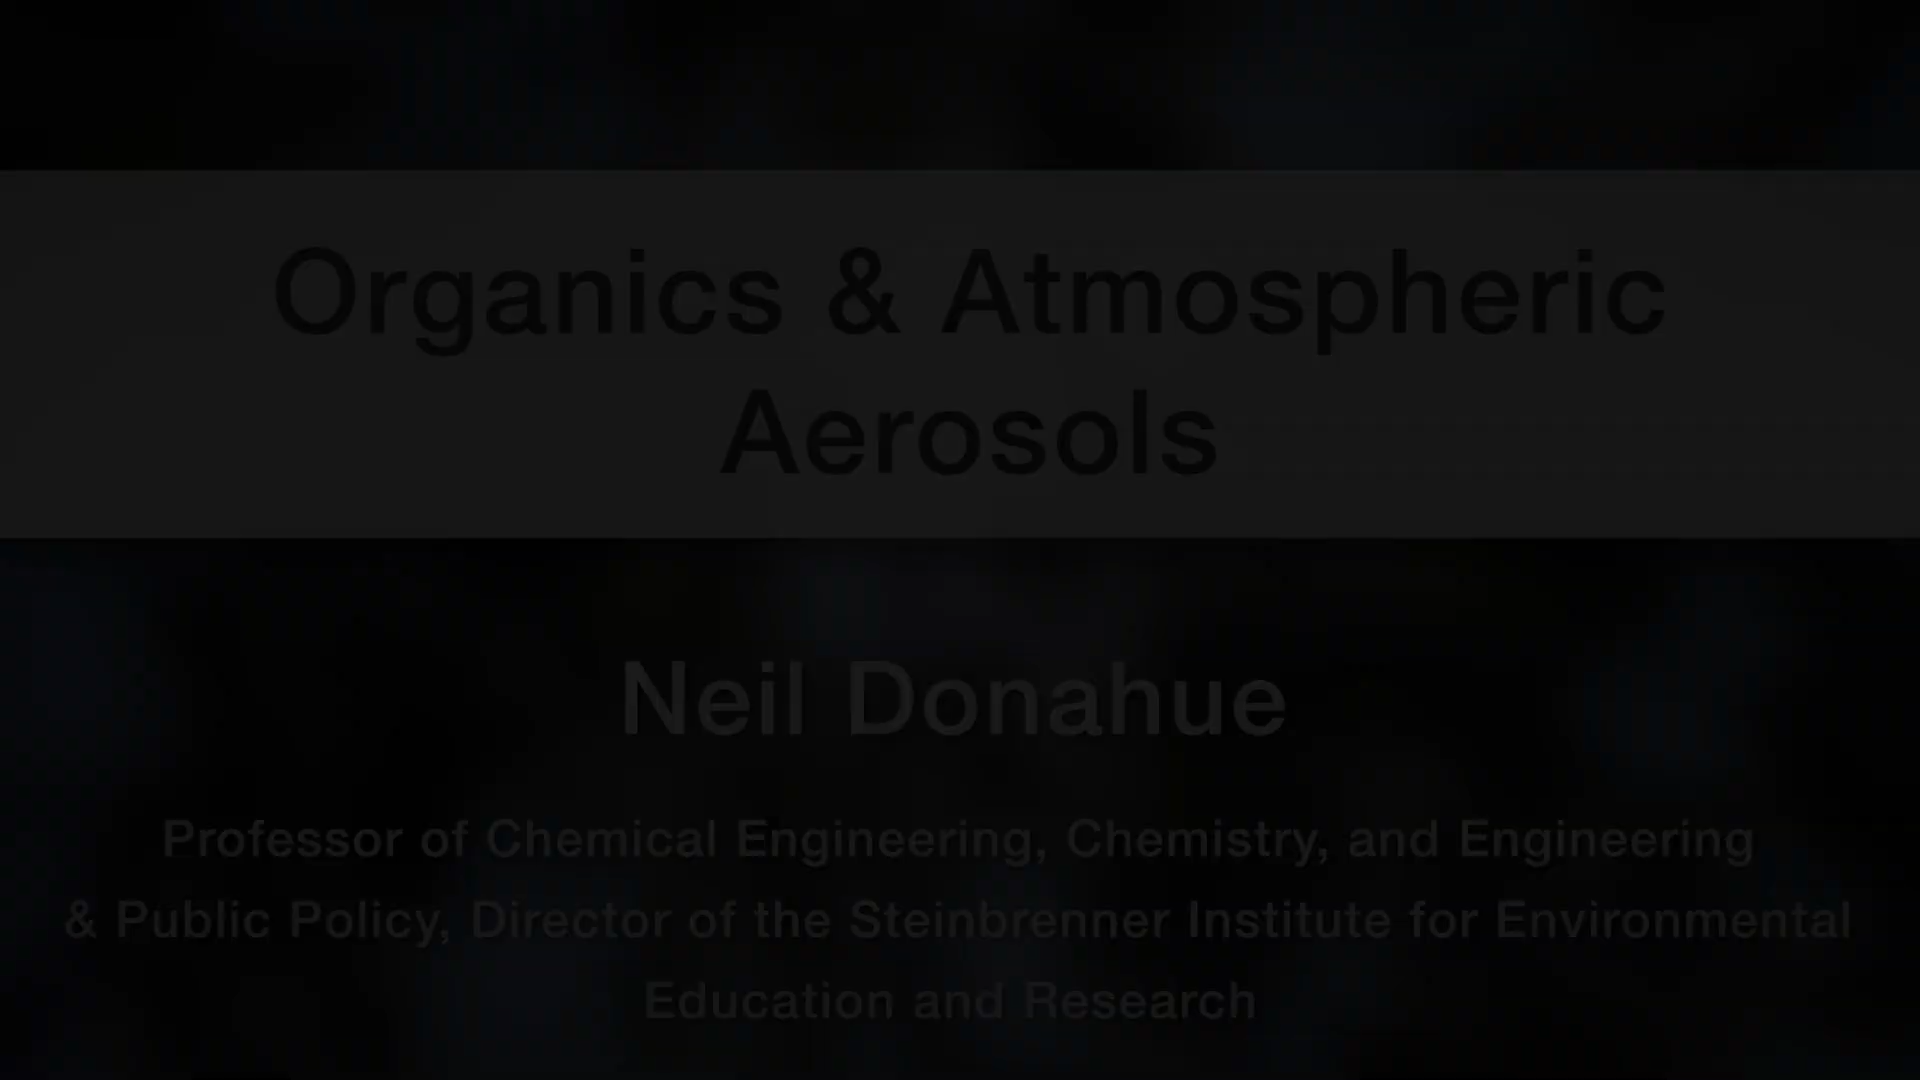 Organics & Atmospheric
Aerosols
Neil Donahue
Professor of Chemical Engineering, Chemistry, and Engineering
& Public Policy, Director of the Steinbrenner Institute for Environmental
Education and Research